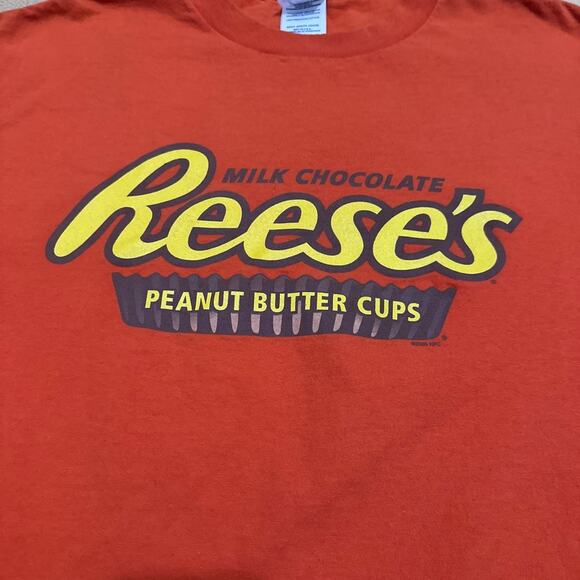 MILK CHOCOLATE
Reese's
PEANUT BUTTER CUPS